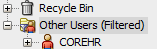 Recycle Bin
Other Users (Filtered)
COREHR